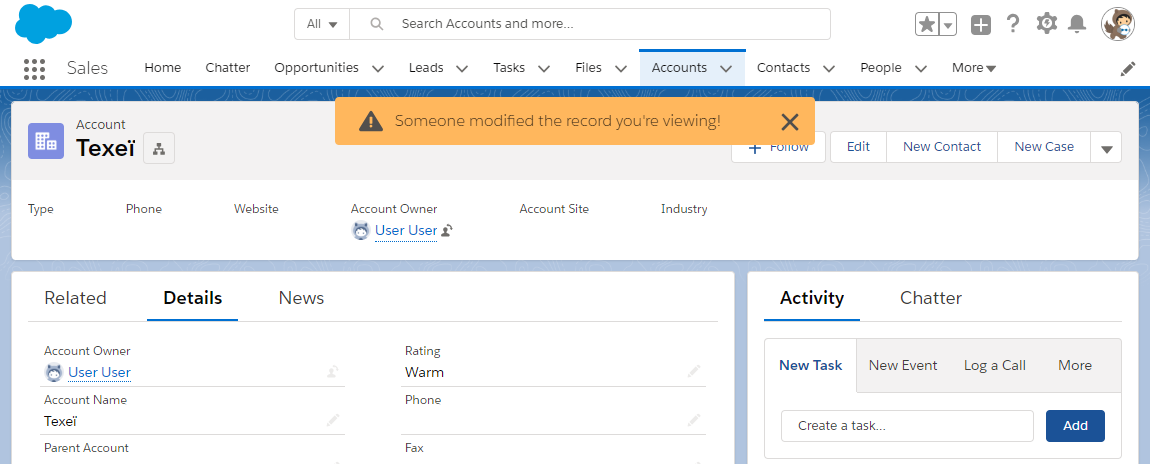 All Search Accounts and more...
Sales Home Chatter Opportunities Leads Tasks Files Accounts Contacts People More
Someone modified the record you're viewing!
Account
Texeï
Follow Edit New Contact New Case
Type Phone Website Account Owner Account Site Industry
User User
Related Details News
Activity Chatter
Account Owner Rating
User User Warm
Account Name Phone
Texeï
Parent Account Fax
New Task New Event Log a Call More
Create a task... Add